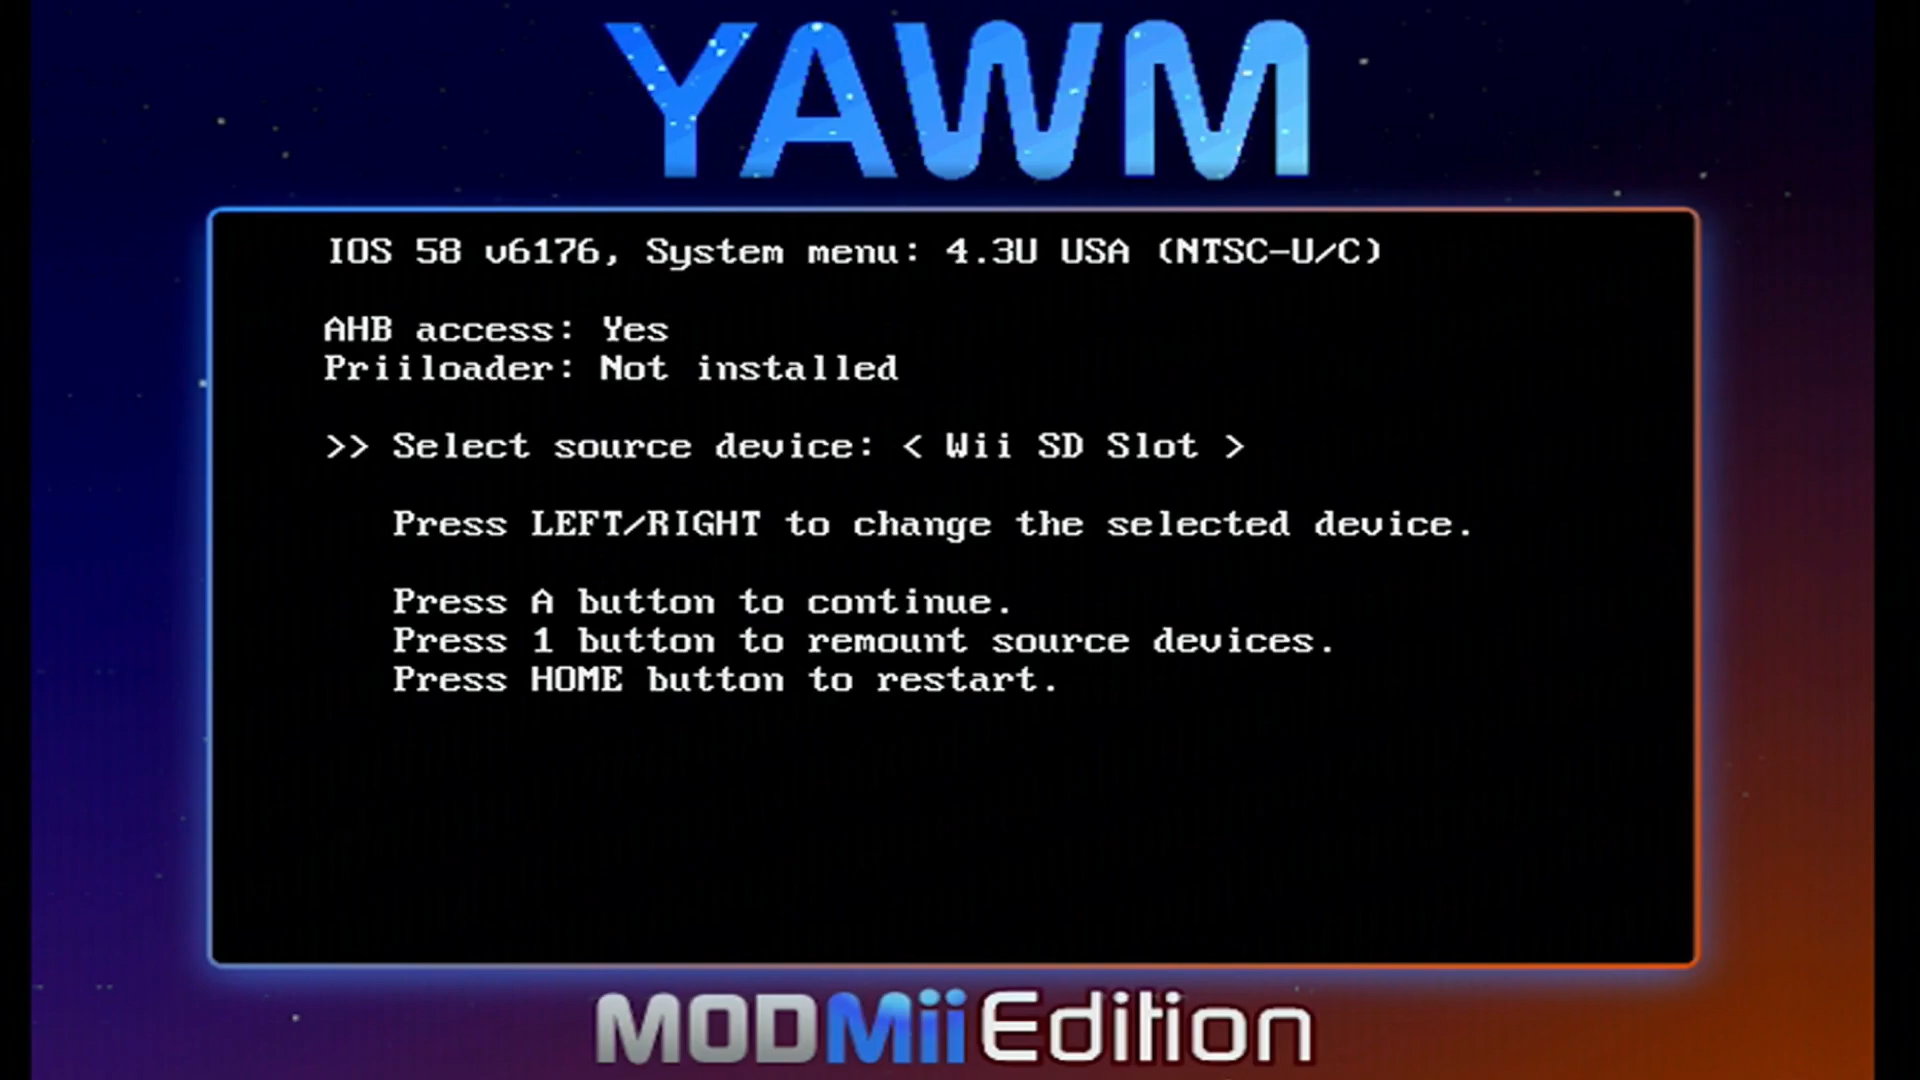 YAWM
IOS 58 v6176, System menu: 4.3U USA (NTSC-U/C)
AHB access: Yes
Priiloader: Not installed
>> Select source device: < Wii SD Slot >
Press LEFT/RIGHT to change the selected device.
Press A button to continue.
Press 1 button to remount source devices.
Press HOME button to restart.
MODMii Edition